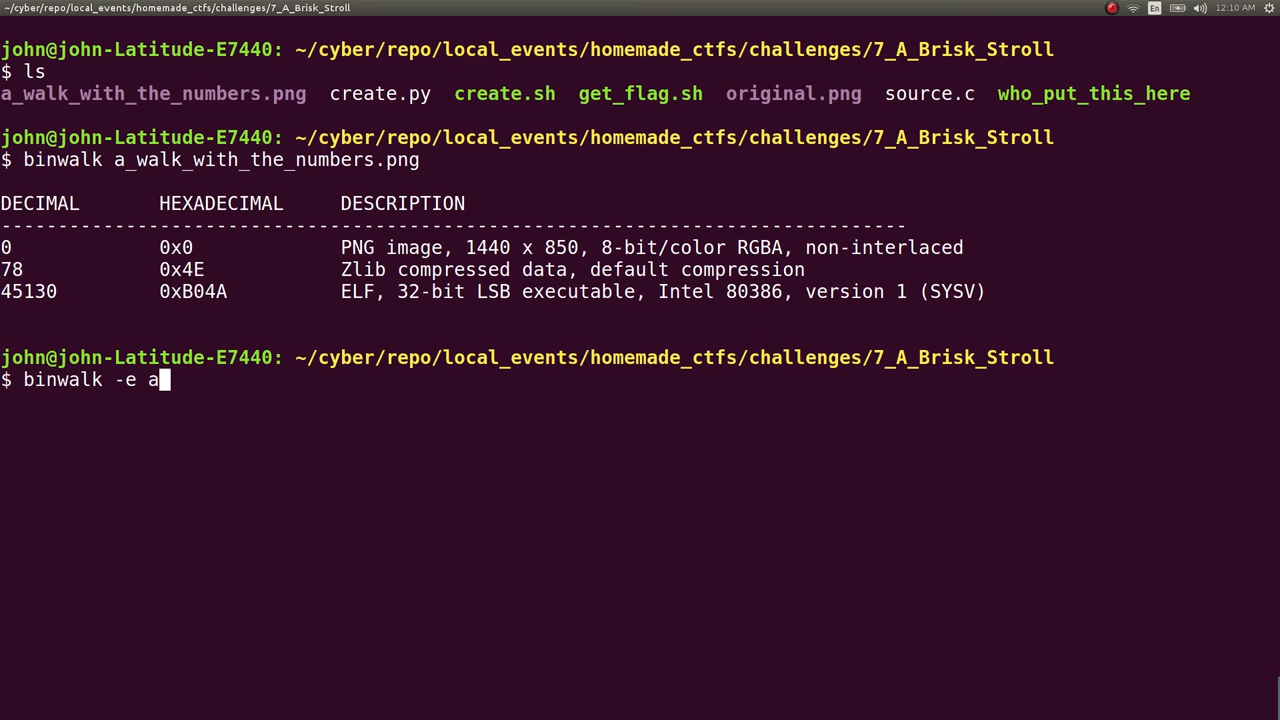 ~/cyber/repo/local_events/homemade_ctfs/challenges/7_A_Brisk_Stroll En 12:10 AM
john@john-Latitude-E7440: ~/cyber/repo/local_events/homemade_ctfs/challenges/7_A_Brisk_Stroll
$ ls
a_walk_with_the_numbers.png create.py create.sh get_flag.sh original.png source.c who_put_this_here
john@john-Latitude-E7440: ~/cyber/repo/local_events/homemade_ctfs/challenges/7_A_Brisk_Stroll
$ binwalk a_walk_with_the_numbers.png
DECIMAL HEXADECIMAL DESCRIPTION
--------------------------------------------------------------------------------
0 0x0 PNG image, 1440 x 850, 8-bit/color RGBA, non-interlaced
78 0x4E Zlib compressed data, default compression
45130 0xB04A ELF, 32-bit LSB executable, Intel 80386, version 1 (SYSV)
john@john-Latitude-E7440: ~/cyber/repo/local_events/homemade_ctfs/challenges/7_A_Brisk_Stroll
$ binwalk -e a